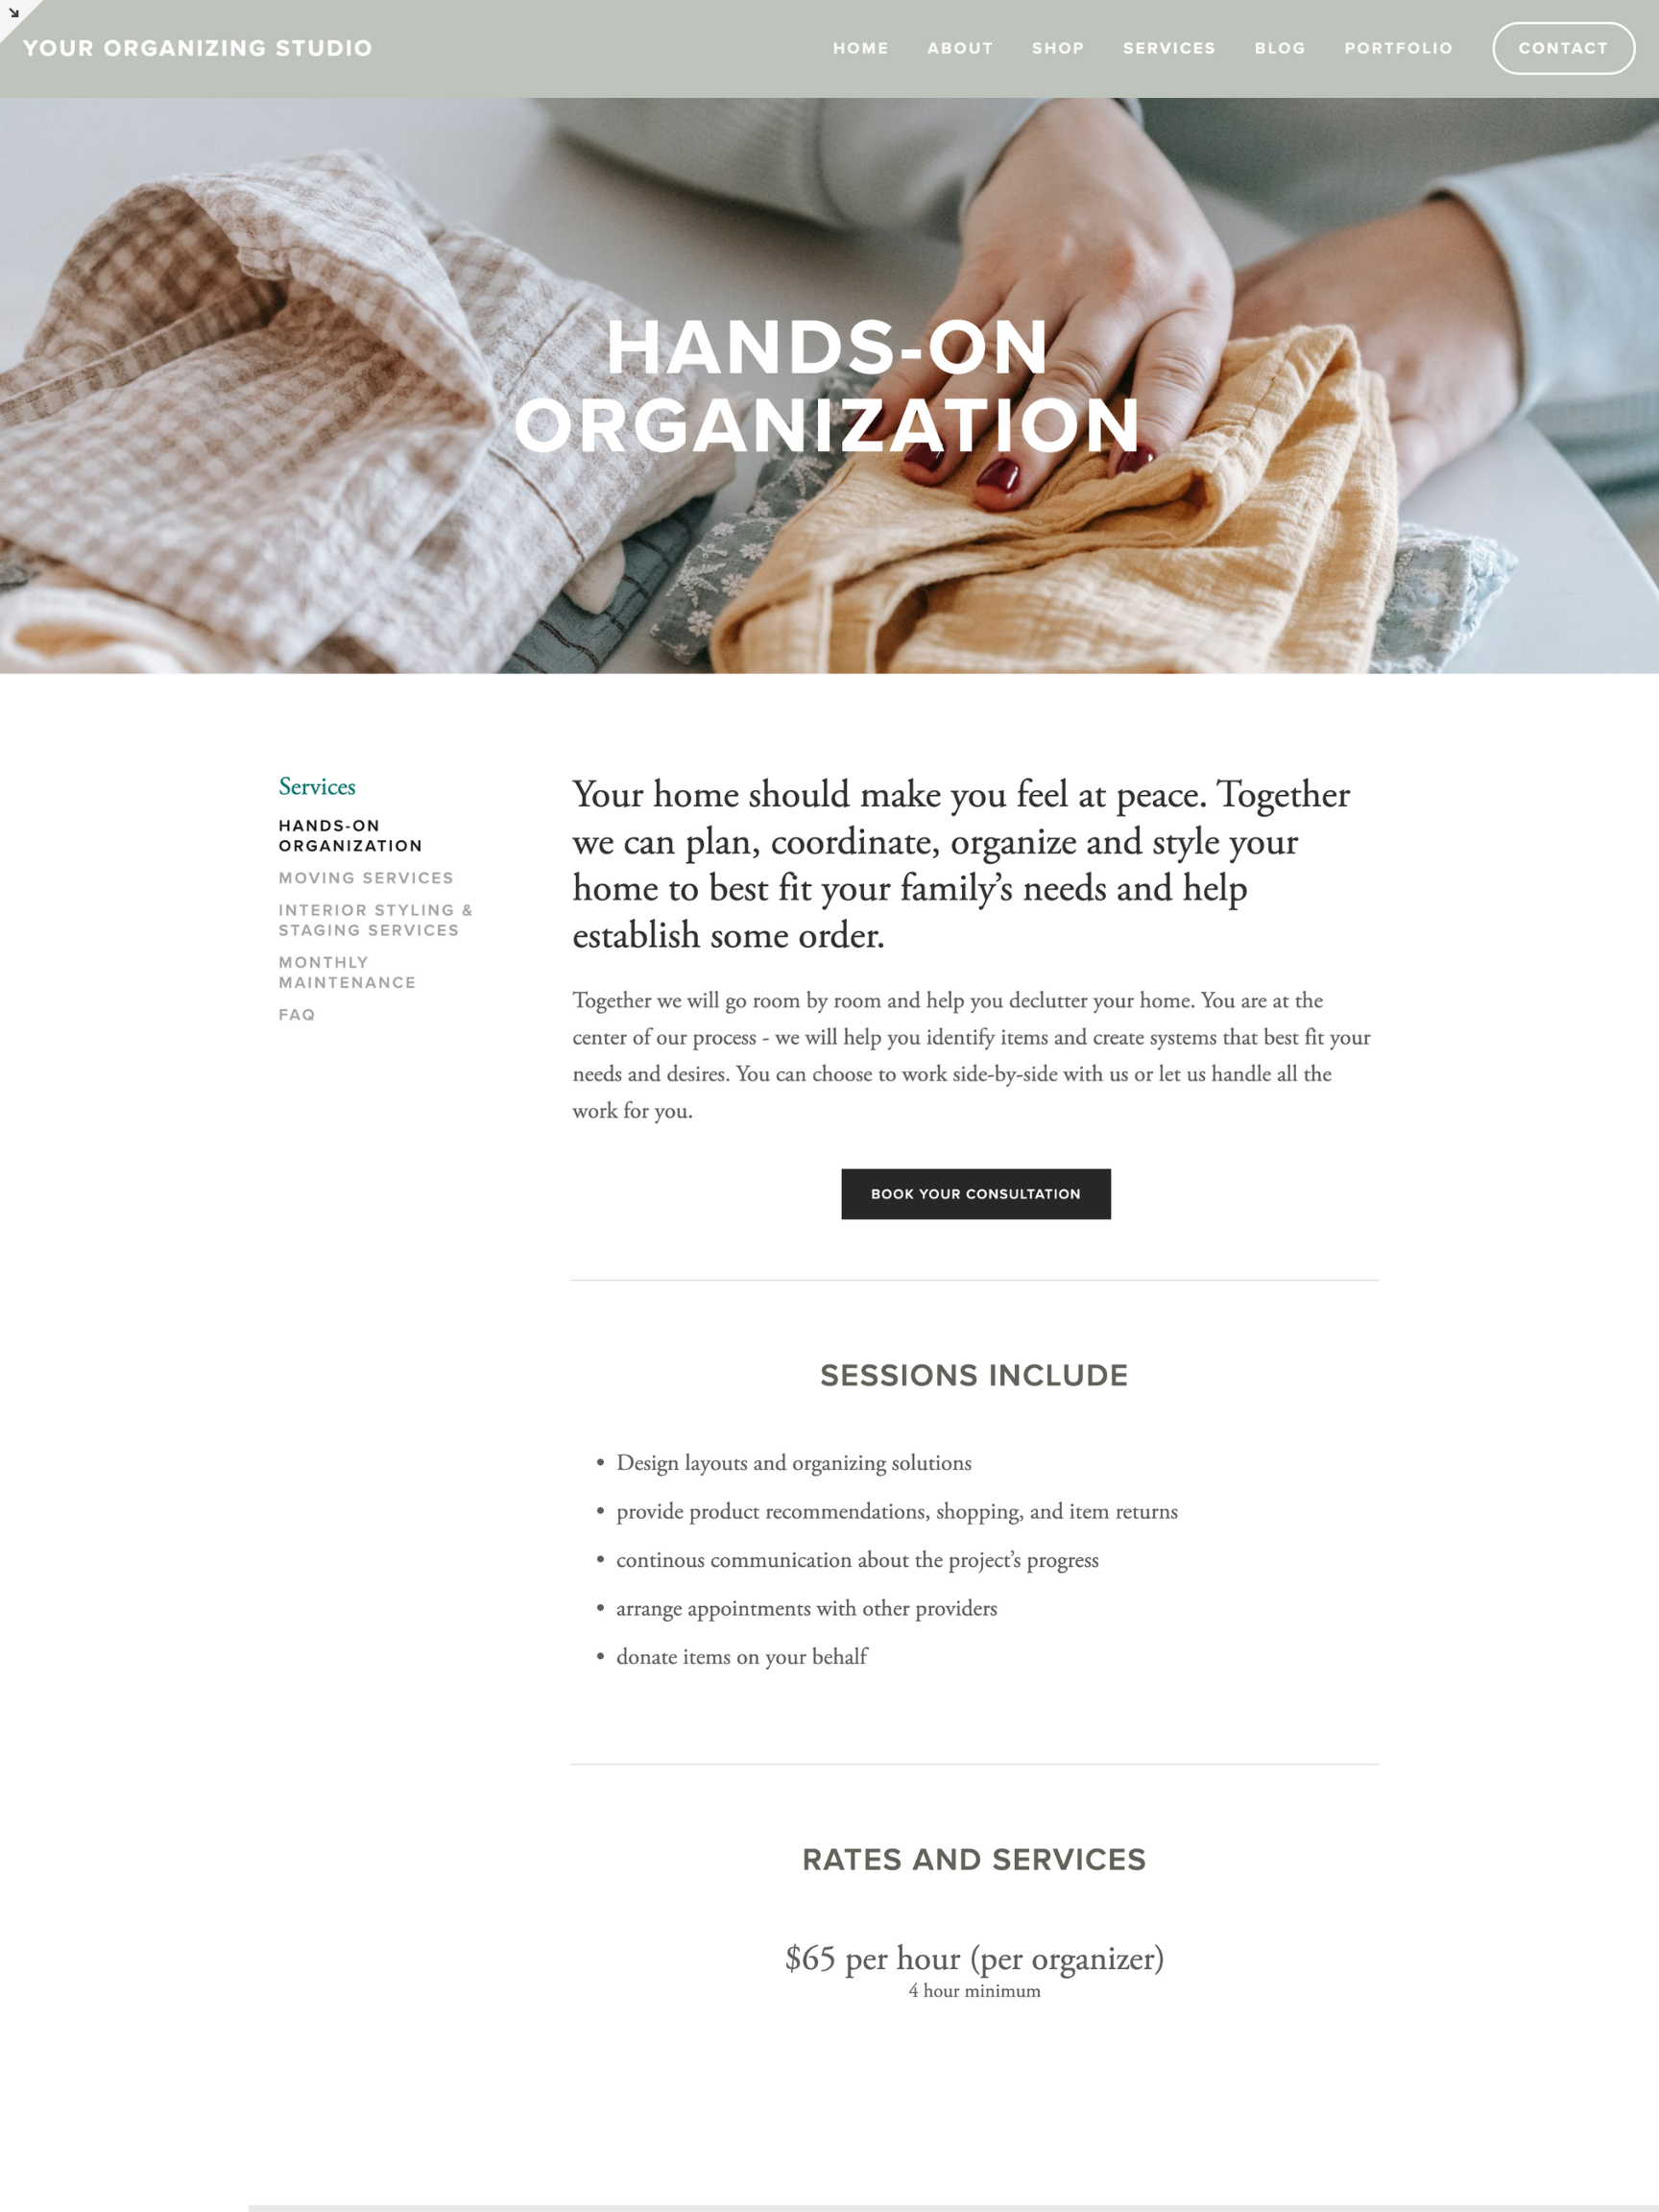 YOUR ORGANIZING STUDIO
HOME ABOUT SHOP SERVICES BLOG PORTFOLIO CONTACT
HANDS-ON
ORGANIZATION
Services
HANDS-ON
ORGANIZATION
MOVING SERVICES
INTERIOR STYLING &
STAGING SERVICES
MONTHLY
MAINTENANCE
FAQ
Your home should make you feel at peace. Together
we can plan, coordinate, organize and style your
home to best fit your family’s needs and help
establish some order.
Together we will go room by room and help you declutter your home. You are at the
center of our process - we will help you identify items and create systems that best fit your
needs and desires. You can choose to work side-by-side with us or let us handle all the
work for you.
BOOK YOUR CONSULTATION
SESSIONS INCLUDE
• Design layouts and organizing solutions
• provide product recommendations, shopping, and item returns
• continous communication about the project’s progress
• arrange appointments with other providers
• donate items on your behalf
RATES AND SERVICES
$65 per hour (per organizer)
4 hour minimum